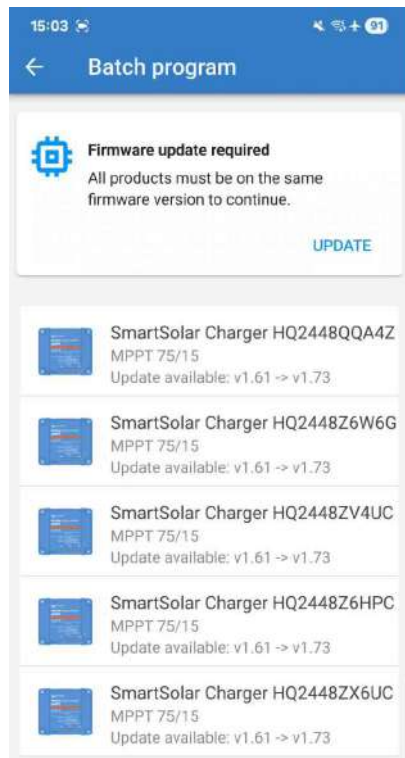 15:03
91
Batch program
Firmware update required
All products must be on the same
firmware version to continue.
UPDATE
SmartSolar Charger HQ2448QQA4Z
MPPT 75/15
Update available: v1.61 -> v1.73
SmartSolar Charger HQ2448Z6W6G
MPPT 75/15
Update available: v1.61 -> v1.73
SmartSolar Charger HQ2448ZV4UC
MPPT 75/15
Update available: v1.61 -> v1.73
SmartSolar Charger HQ2448Z6HPC
MPPT 75/15
Update available: v1.61 -> v1.73
SmartSolar Charger HQ2448ZX6UC
MPPT 75/15
Update available: v1.61 -> v1.73